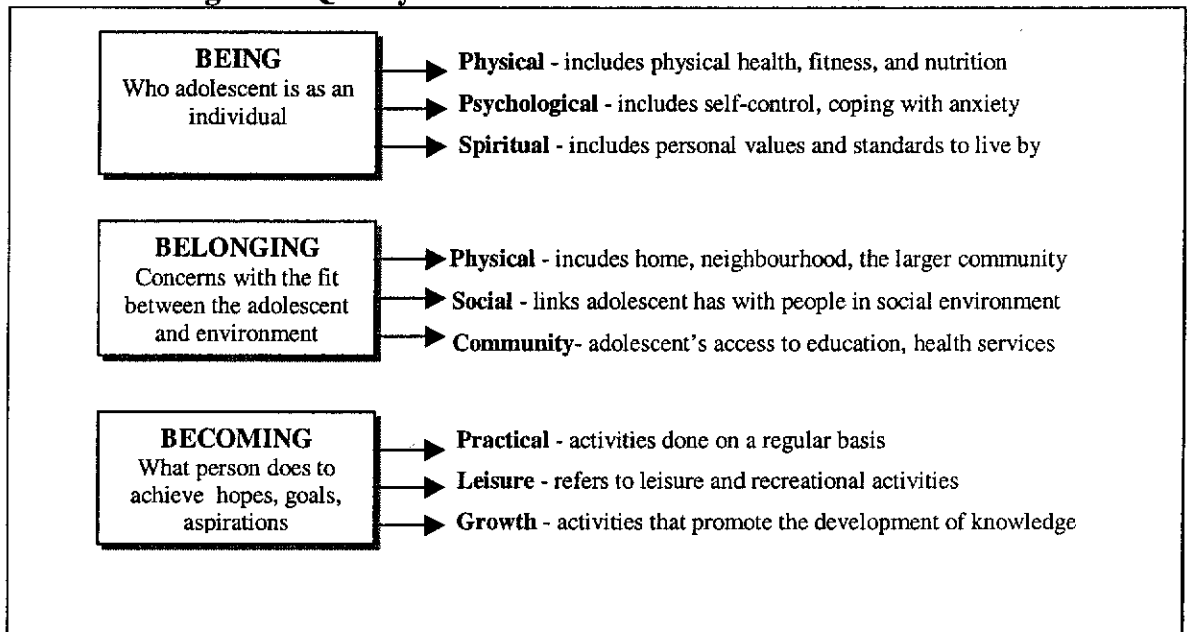 BEING
Who adolescent is as an
individual
Physical - includes physical health, fitness, and nutrition
Psychological - includes self-control, coping with anxiety
Spiritual - includes personal values and standards to live by
BELONGING
Concerns with the fit
between the adolescent
and environment
Physical - incudes home, neighbourhood, the larger community
Social - links adolescent has with people in social environment
Community- adolescent's access to education, health services
BECOMING
What person does to
achieve hopes, goals,
aspirations
Practical - activities done on a regular basis
Leisure - refers to leisure and recreational activities
Growth - activities that promote the development of knowledge